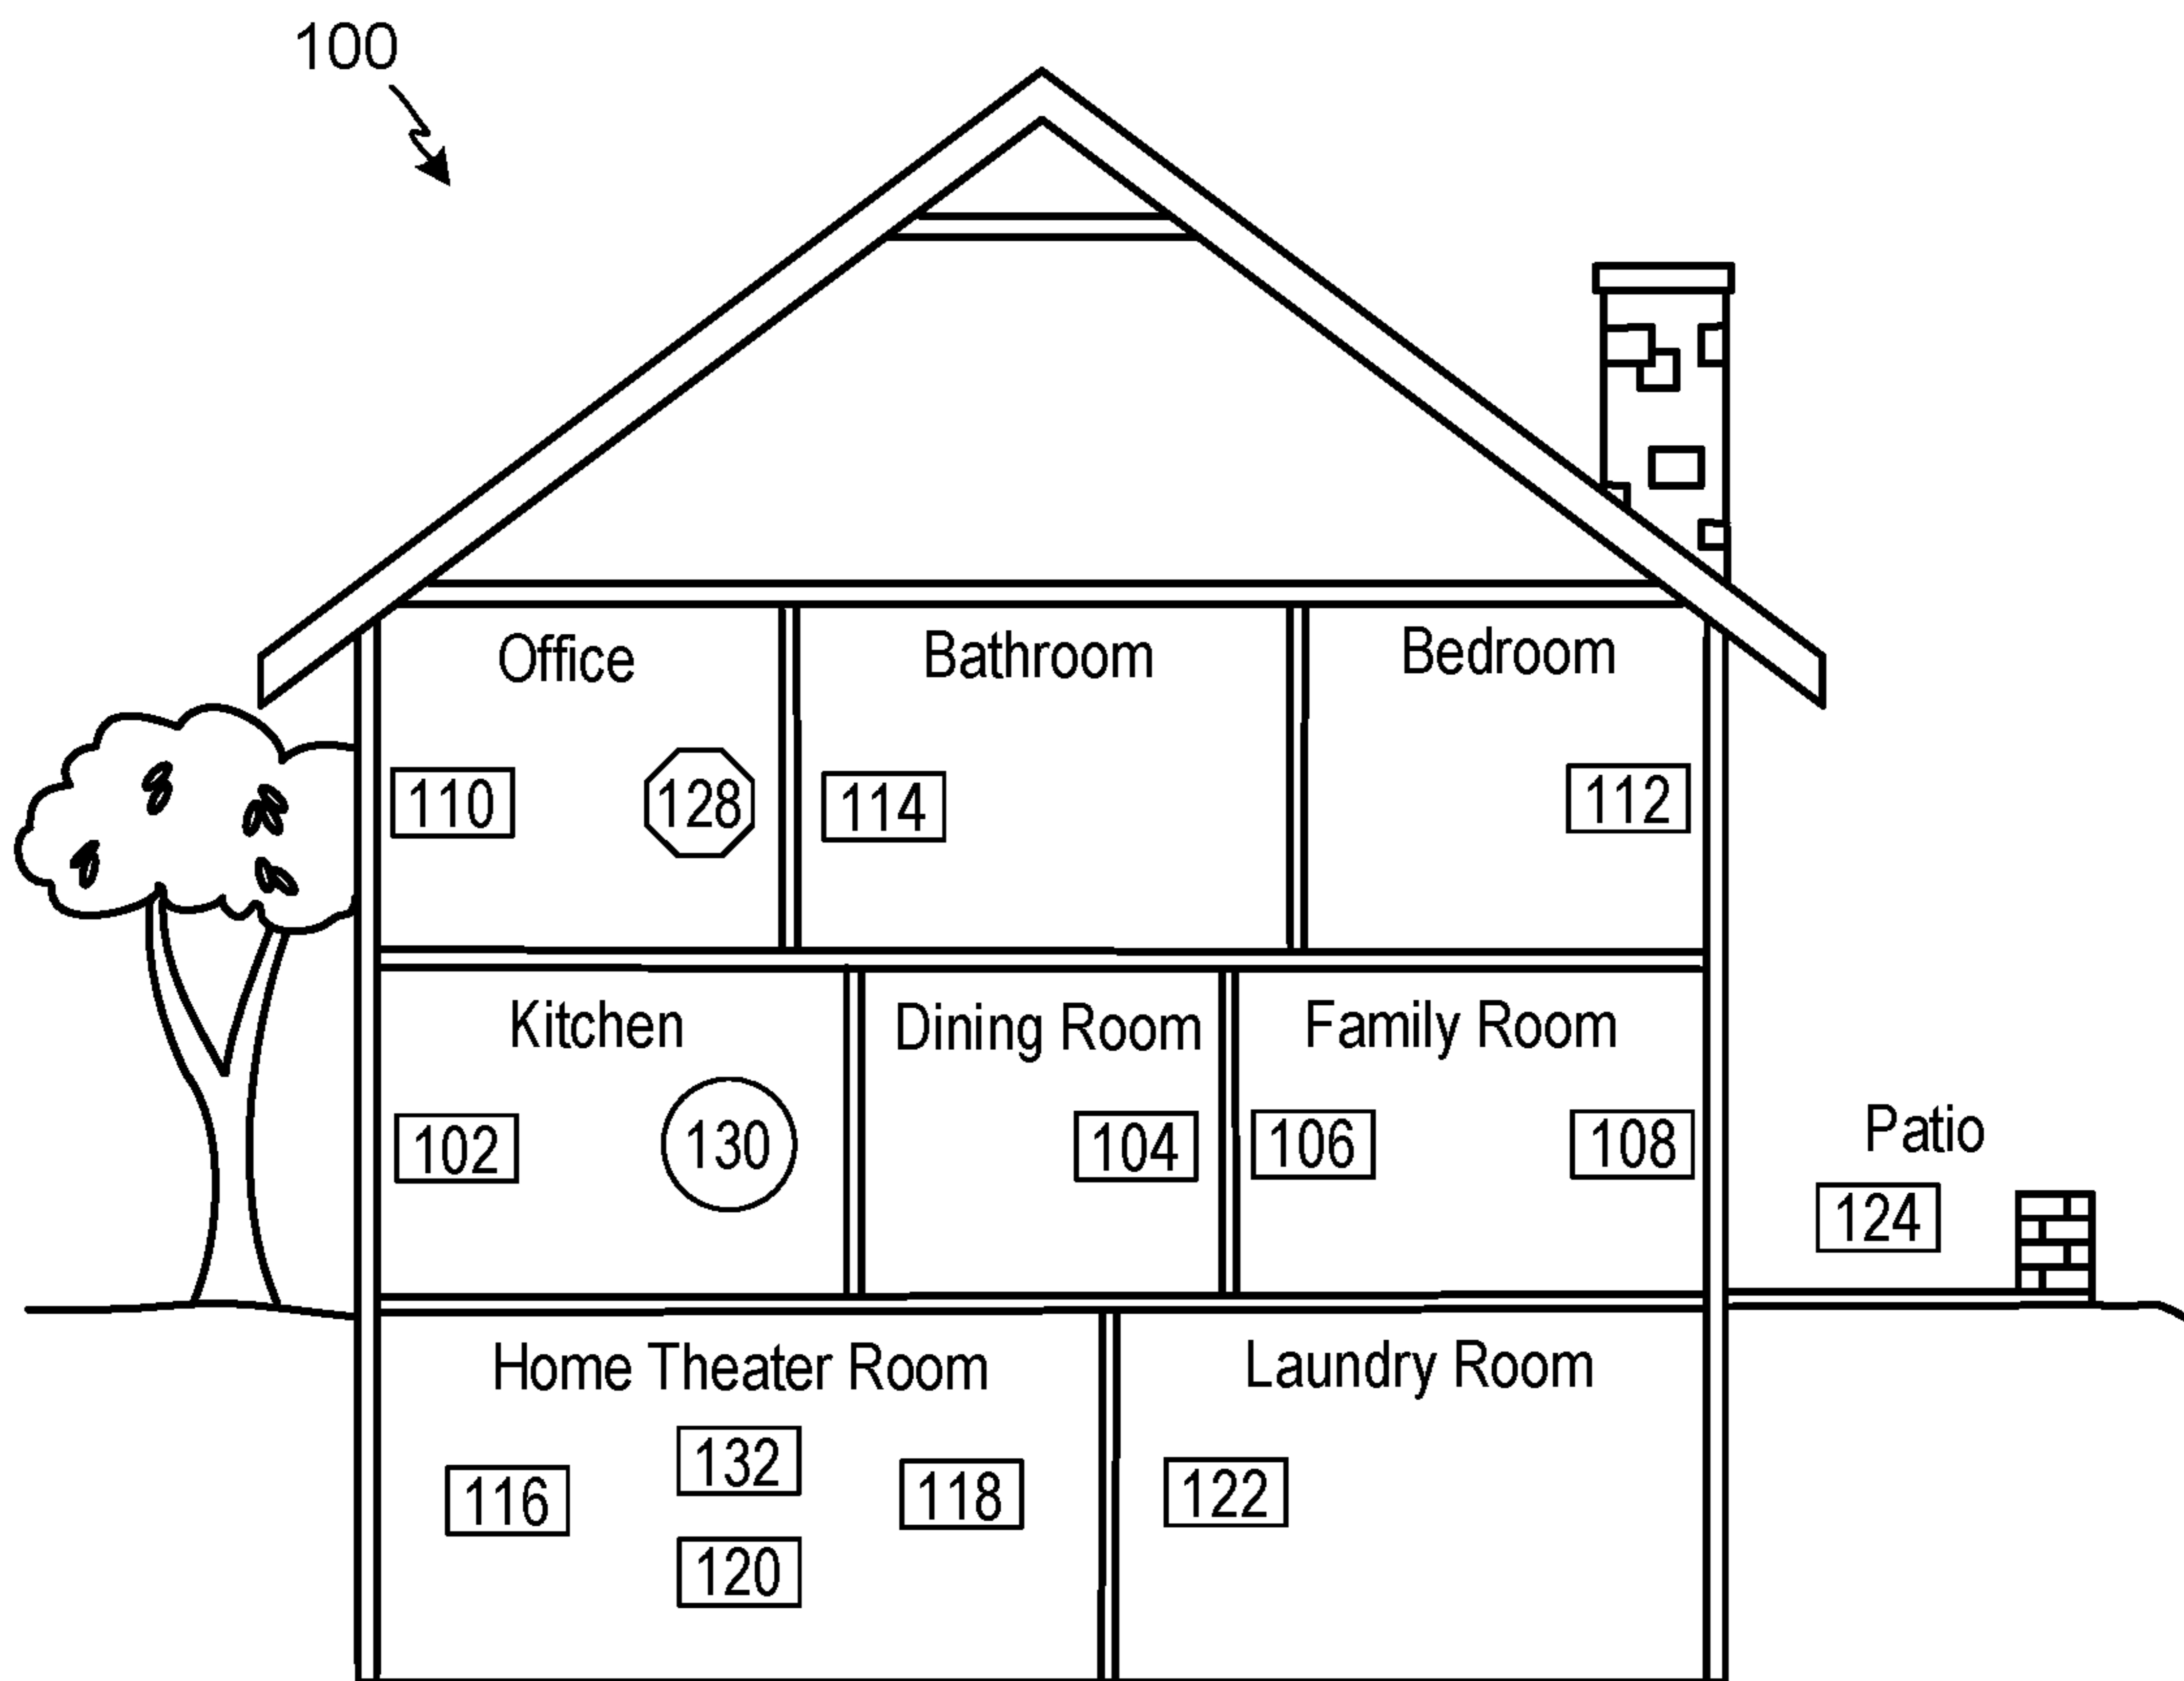 100
Office
Bathroom
Bedroom
110
128
114
112
Kitchen
Dining Room
Family Room
102
130
104
106
108
Patio
124
Home Theater Room
Laundry Room
132
116
118
122
120